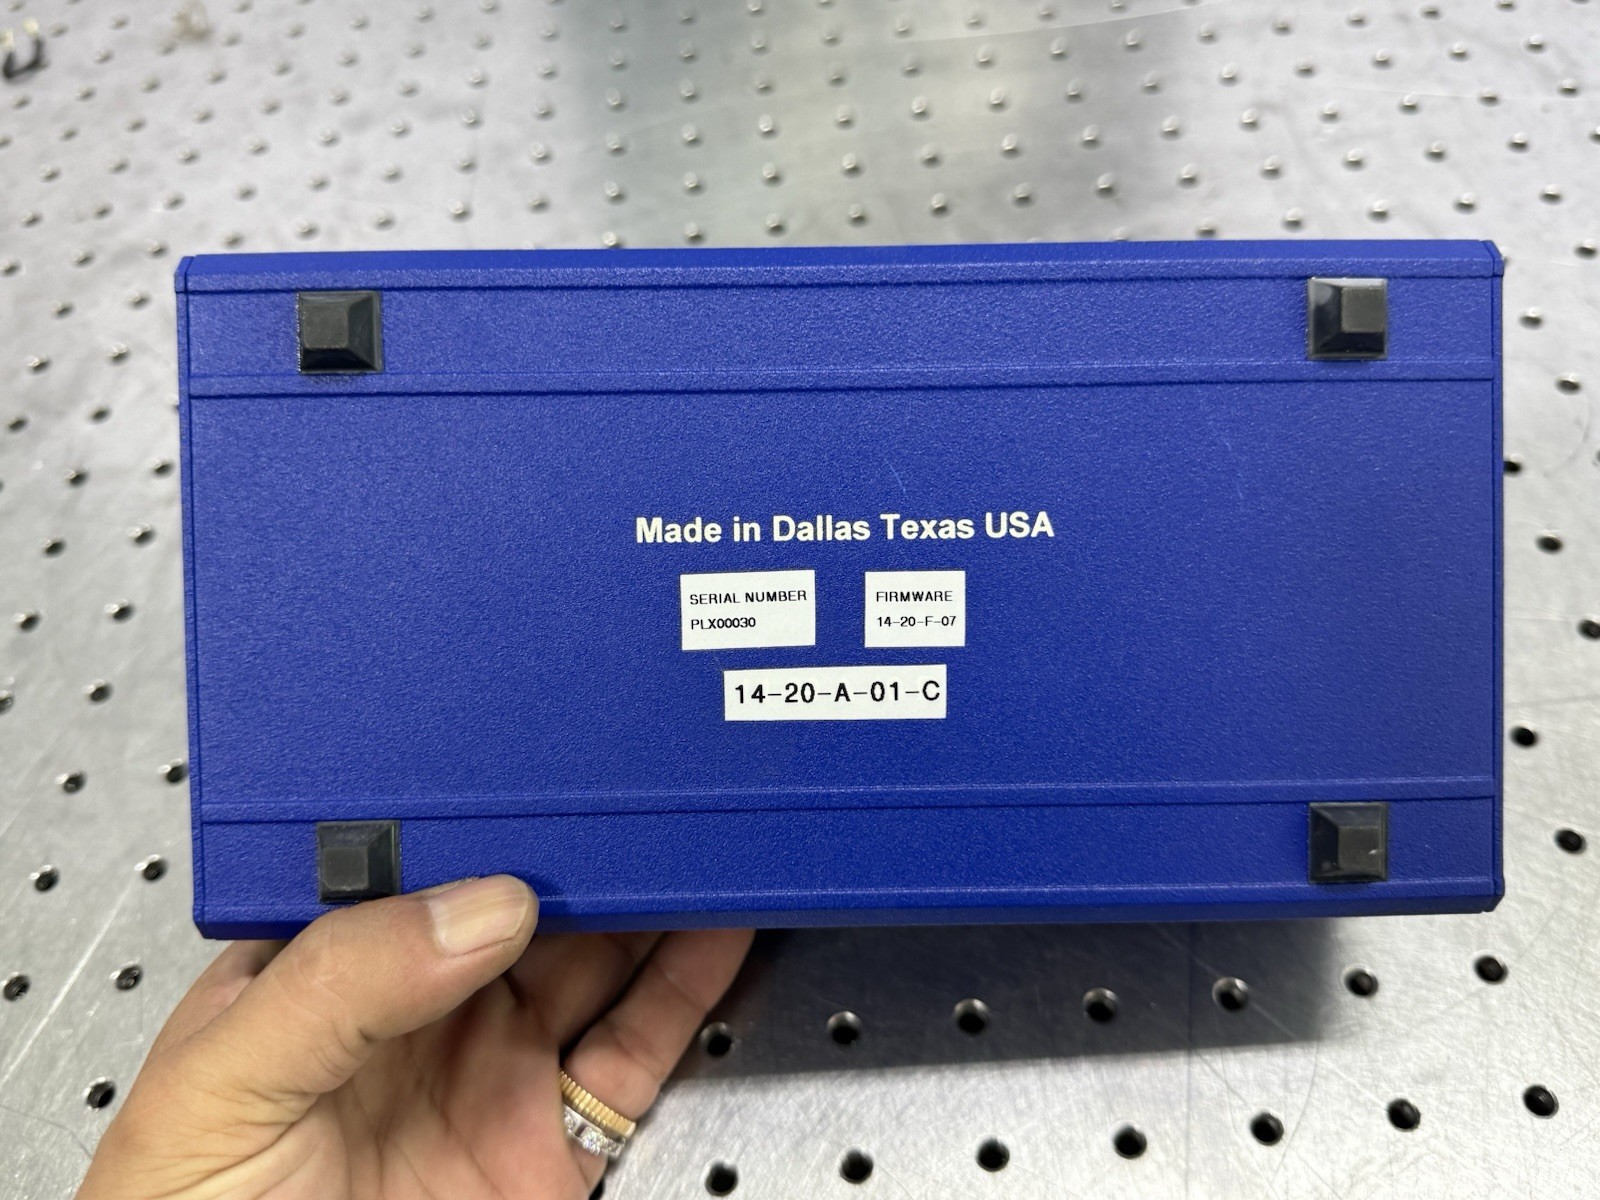 Made in Dallas Texas USA
SERIAL NUMBER
PLX00030
FIRMWARE
14-20-F-07
14-20-A-01-C